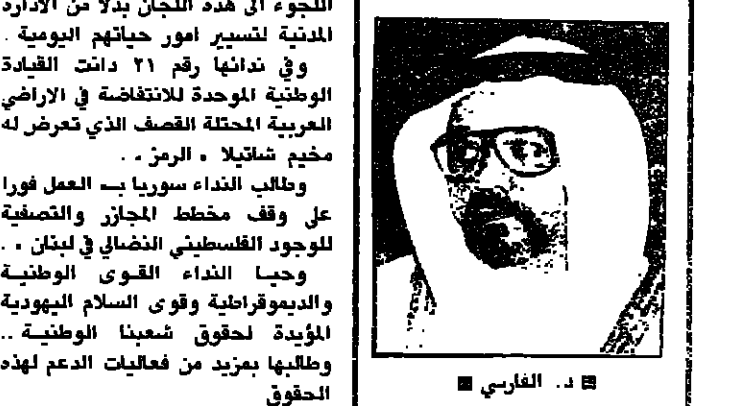 اللجوء الى هذه اللجان بدلا من الادارة
المدنية لتسيير امور حياتهم اليومية .
وفي ندائها رقم ٢١ دانت القيادة
الوطنية الموحدة للانتفاضة في الاراضي
العربية المحتلة القصف الذي تعرض له
مخيم شاتيلا « الرمز » .
وطالب النداء سوريا بـ « العمل فورا
على وقف مخطط المجازر والتصفية
للوجود الفلسطيني النضالي في لبنان » .
وحيا النداء القوى الوطنية
والديموقراطية وقوى السلام اليهودية
المؤيدة لحقوق شعبنا الوطنية ..
وطالبها بمزيد من فعاليات الدعم لهذه
الحقوق
د. الفارسي